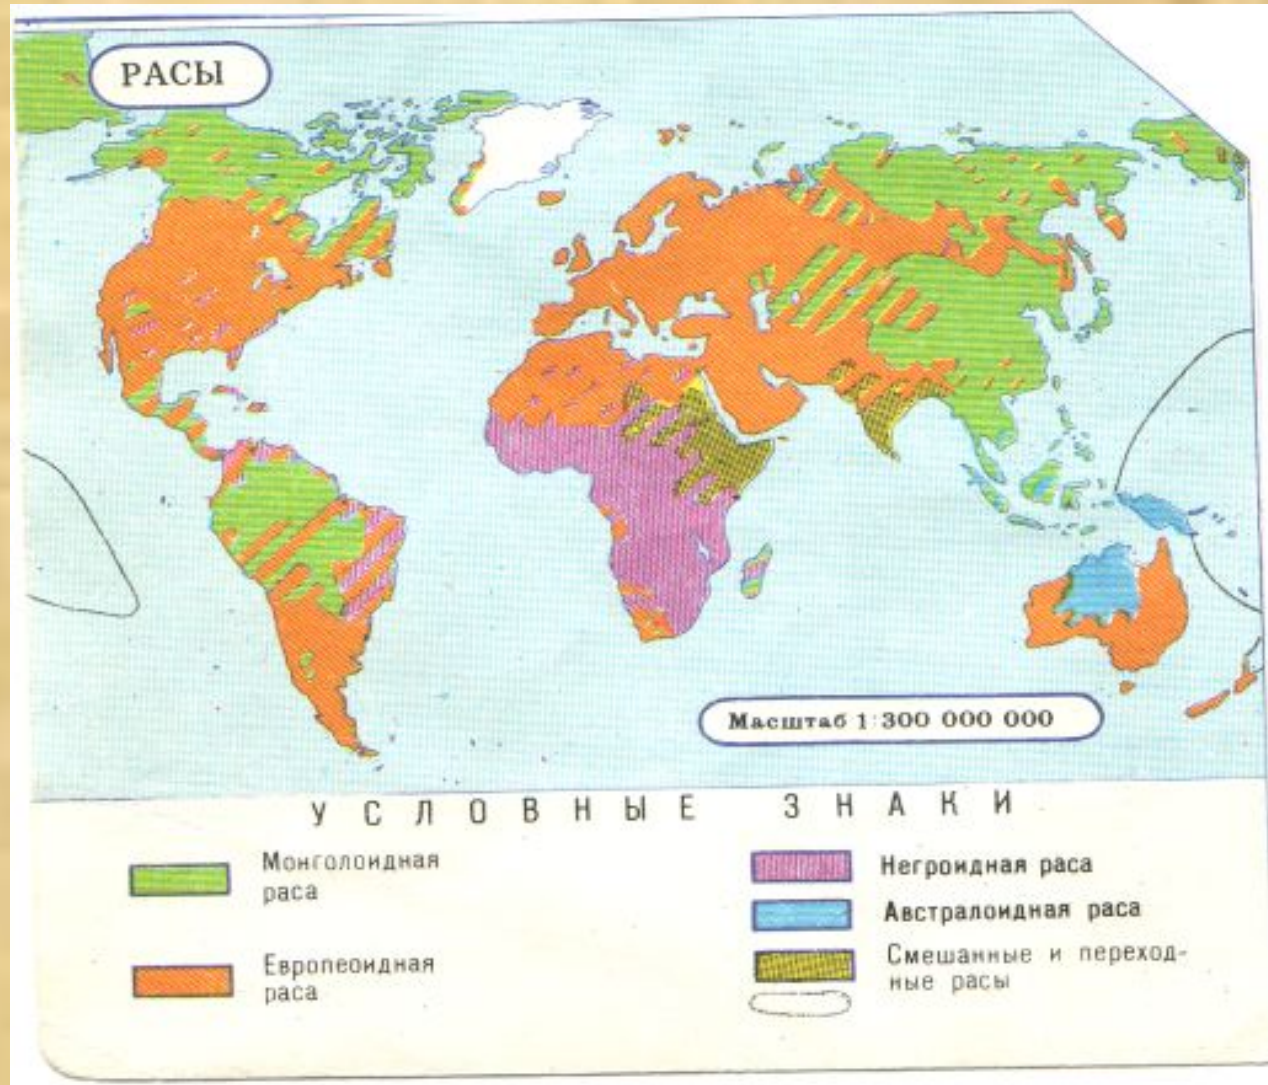 РАСЫ
Масштаб 1:300 000 000
УСЛОВНЫЕ ЗНАКИ
Монголоидная
раса
Европеоидная
раса
Негроидная раса
Австралоидная раса
Смешанные и переход-
ные расы